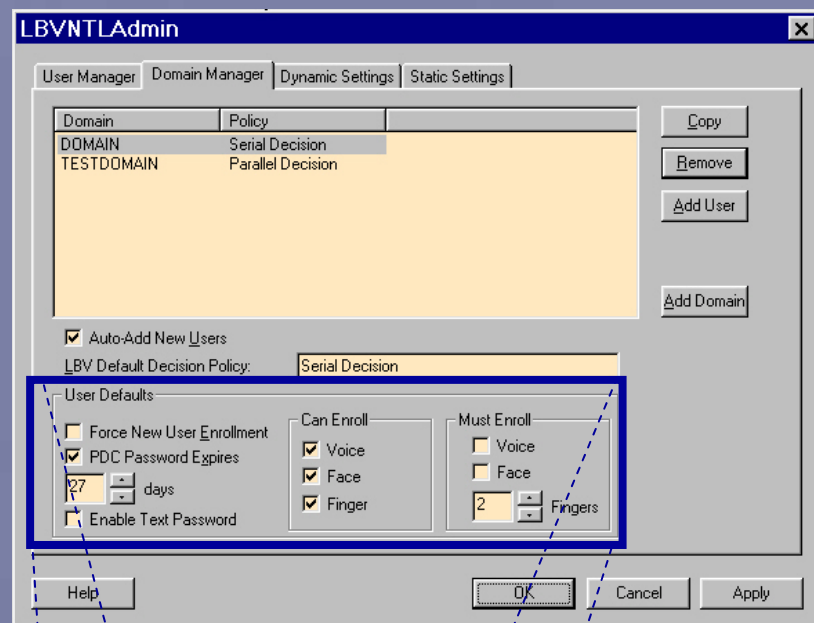 LBVNTLAdmin
User Manager Domain Manager Dynamic Settings Static Settings
Domain Policy
DOMAIN Serial Decision
TESTDOMAIN Parallel Decision
Copy
Remove
Add User
Add Domain
Auto-Add New Users
LBV Default Decision Policy: Serial Decision
User Defaults
Force New User Enrollment
PDC Password Expires
27 days
Enable Text Password
Can Enroll
Voice
Face
Finger
Must Enroll
Voice
Face
2 Fingers
Help OK Cancel Apply